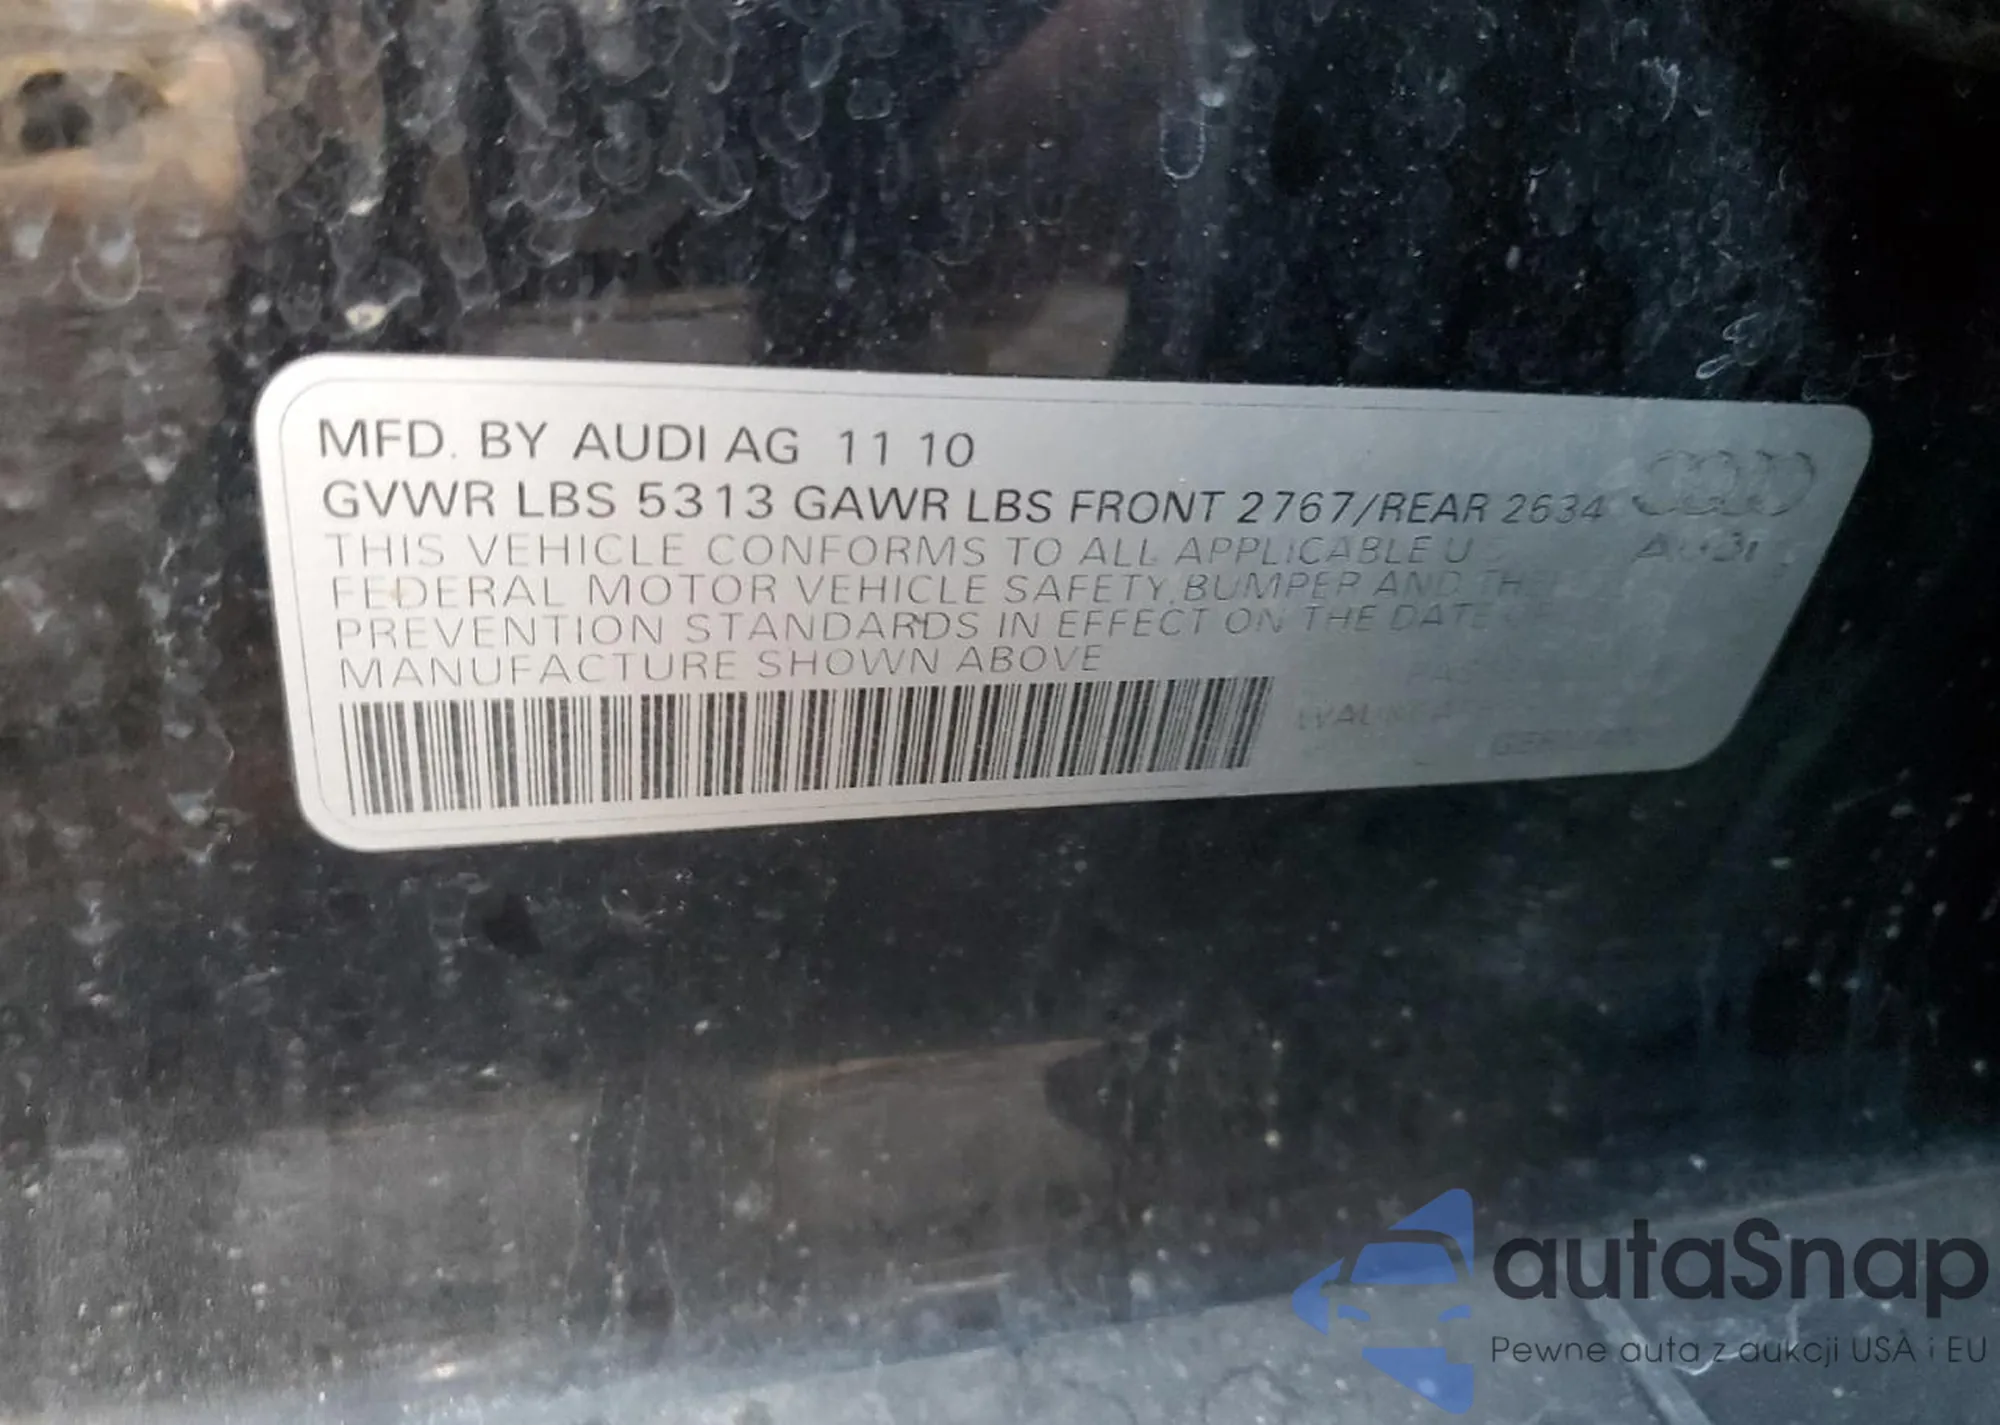 MFD. BY AUDI AG 11 10
GVWR LBS 5313 GAWR LBS FRONT 2767/REAR 2634
THIS VEHICLE CONFORMS TO ALL APPLICABLE U
FEDERAL MOTOR VEHICLE SAFETY, BUMPER AND
PREVENTION STANDARDS IN EFFECT ON THE DATE
MANUFACTURE SHOWN ABOVE
autaSnap
Pewne auta z aukcji USA i EU